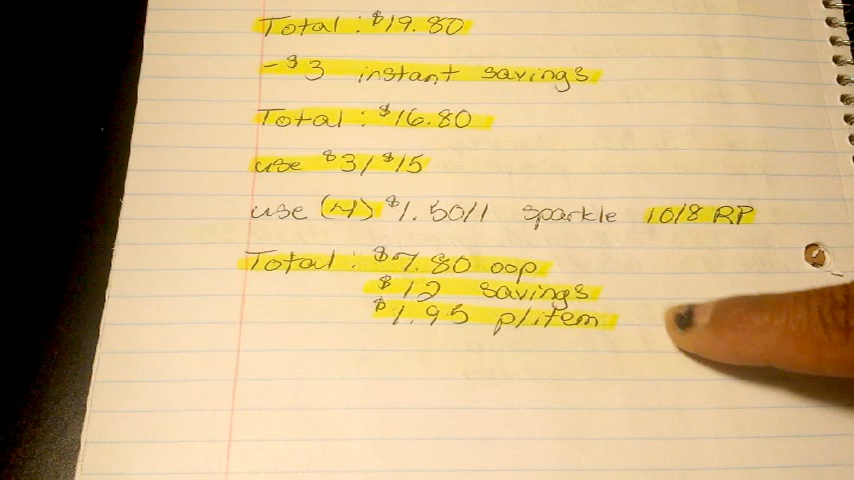 Total: $19.80
-$3 instant savings
Total: $16.80
use $3/$15
use (4) $1.50/1 sparkle 10/8 RP
Total: $7.80 oop
$12 savings
$1.95 p/item